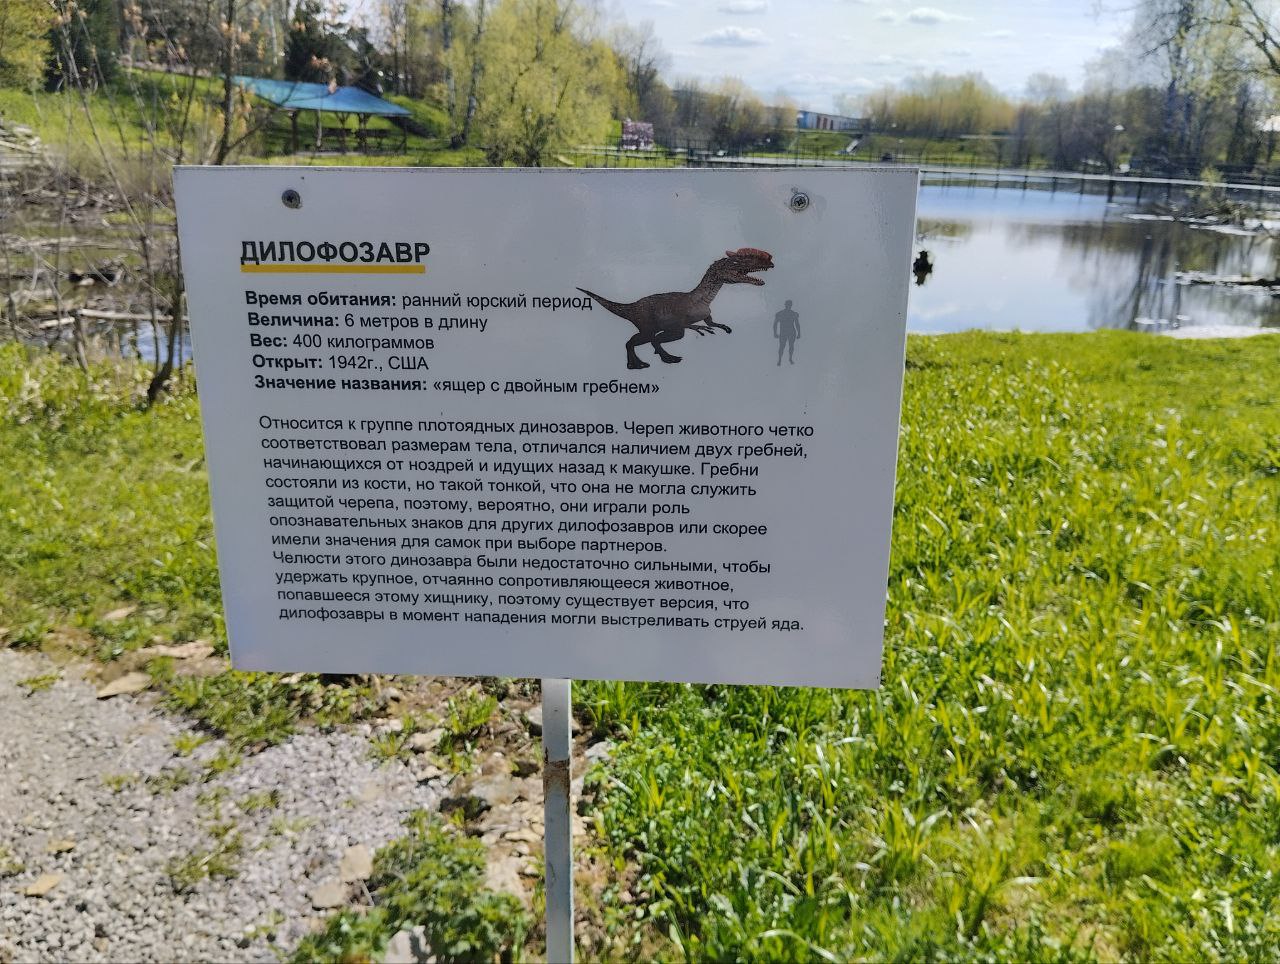 ДИЛОФОЗАВР
Время обитания: ранний юрский период
Величина: 6 метров в длину
Вес: 400 килограммов
Открыт: 1942г., США
Значение названия: «ящер с двойным гребнем»
Относится к группе плотоядных динозавров. Череп животного четко
соответствовал размерам тела, отличался наличием двух гребней,
начинающихся от ноздрей и идущих назад к макушке. Гребни
состояли из кости, но такой тонкой, что она не могла служить
защитой черепа, поэтому, вероятно, они играли роль
опознавательных знаков для других дилофозавров или скорее
имели значения для самок при выборе партнеров.
Челюсти этого динозавра были недостаточно сильными, чтобы
удержать крупное, отчаянно сопротивляющееся животное,
попавшееся этому хищнику, поэтому существует версия, что
дилофозавры в момент нападения могли выстреливать струей яда.